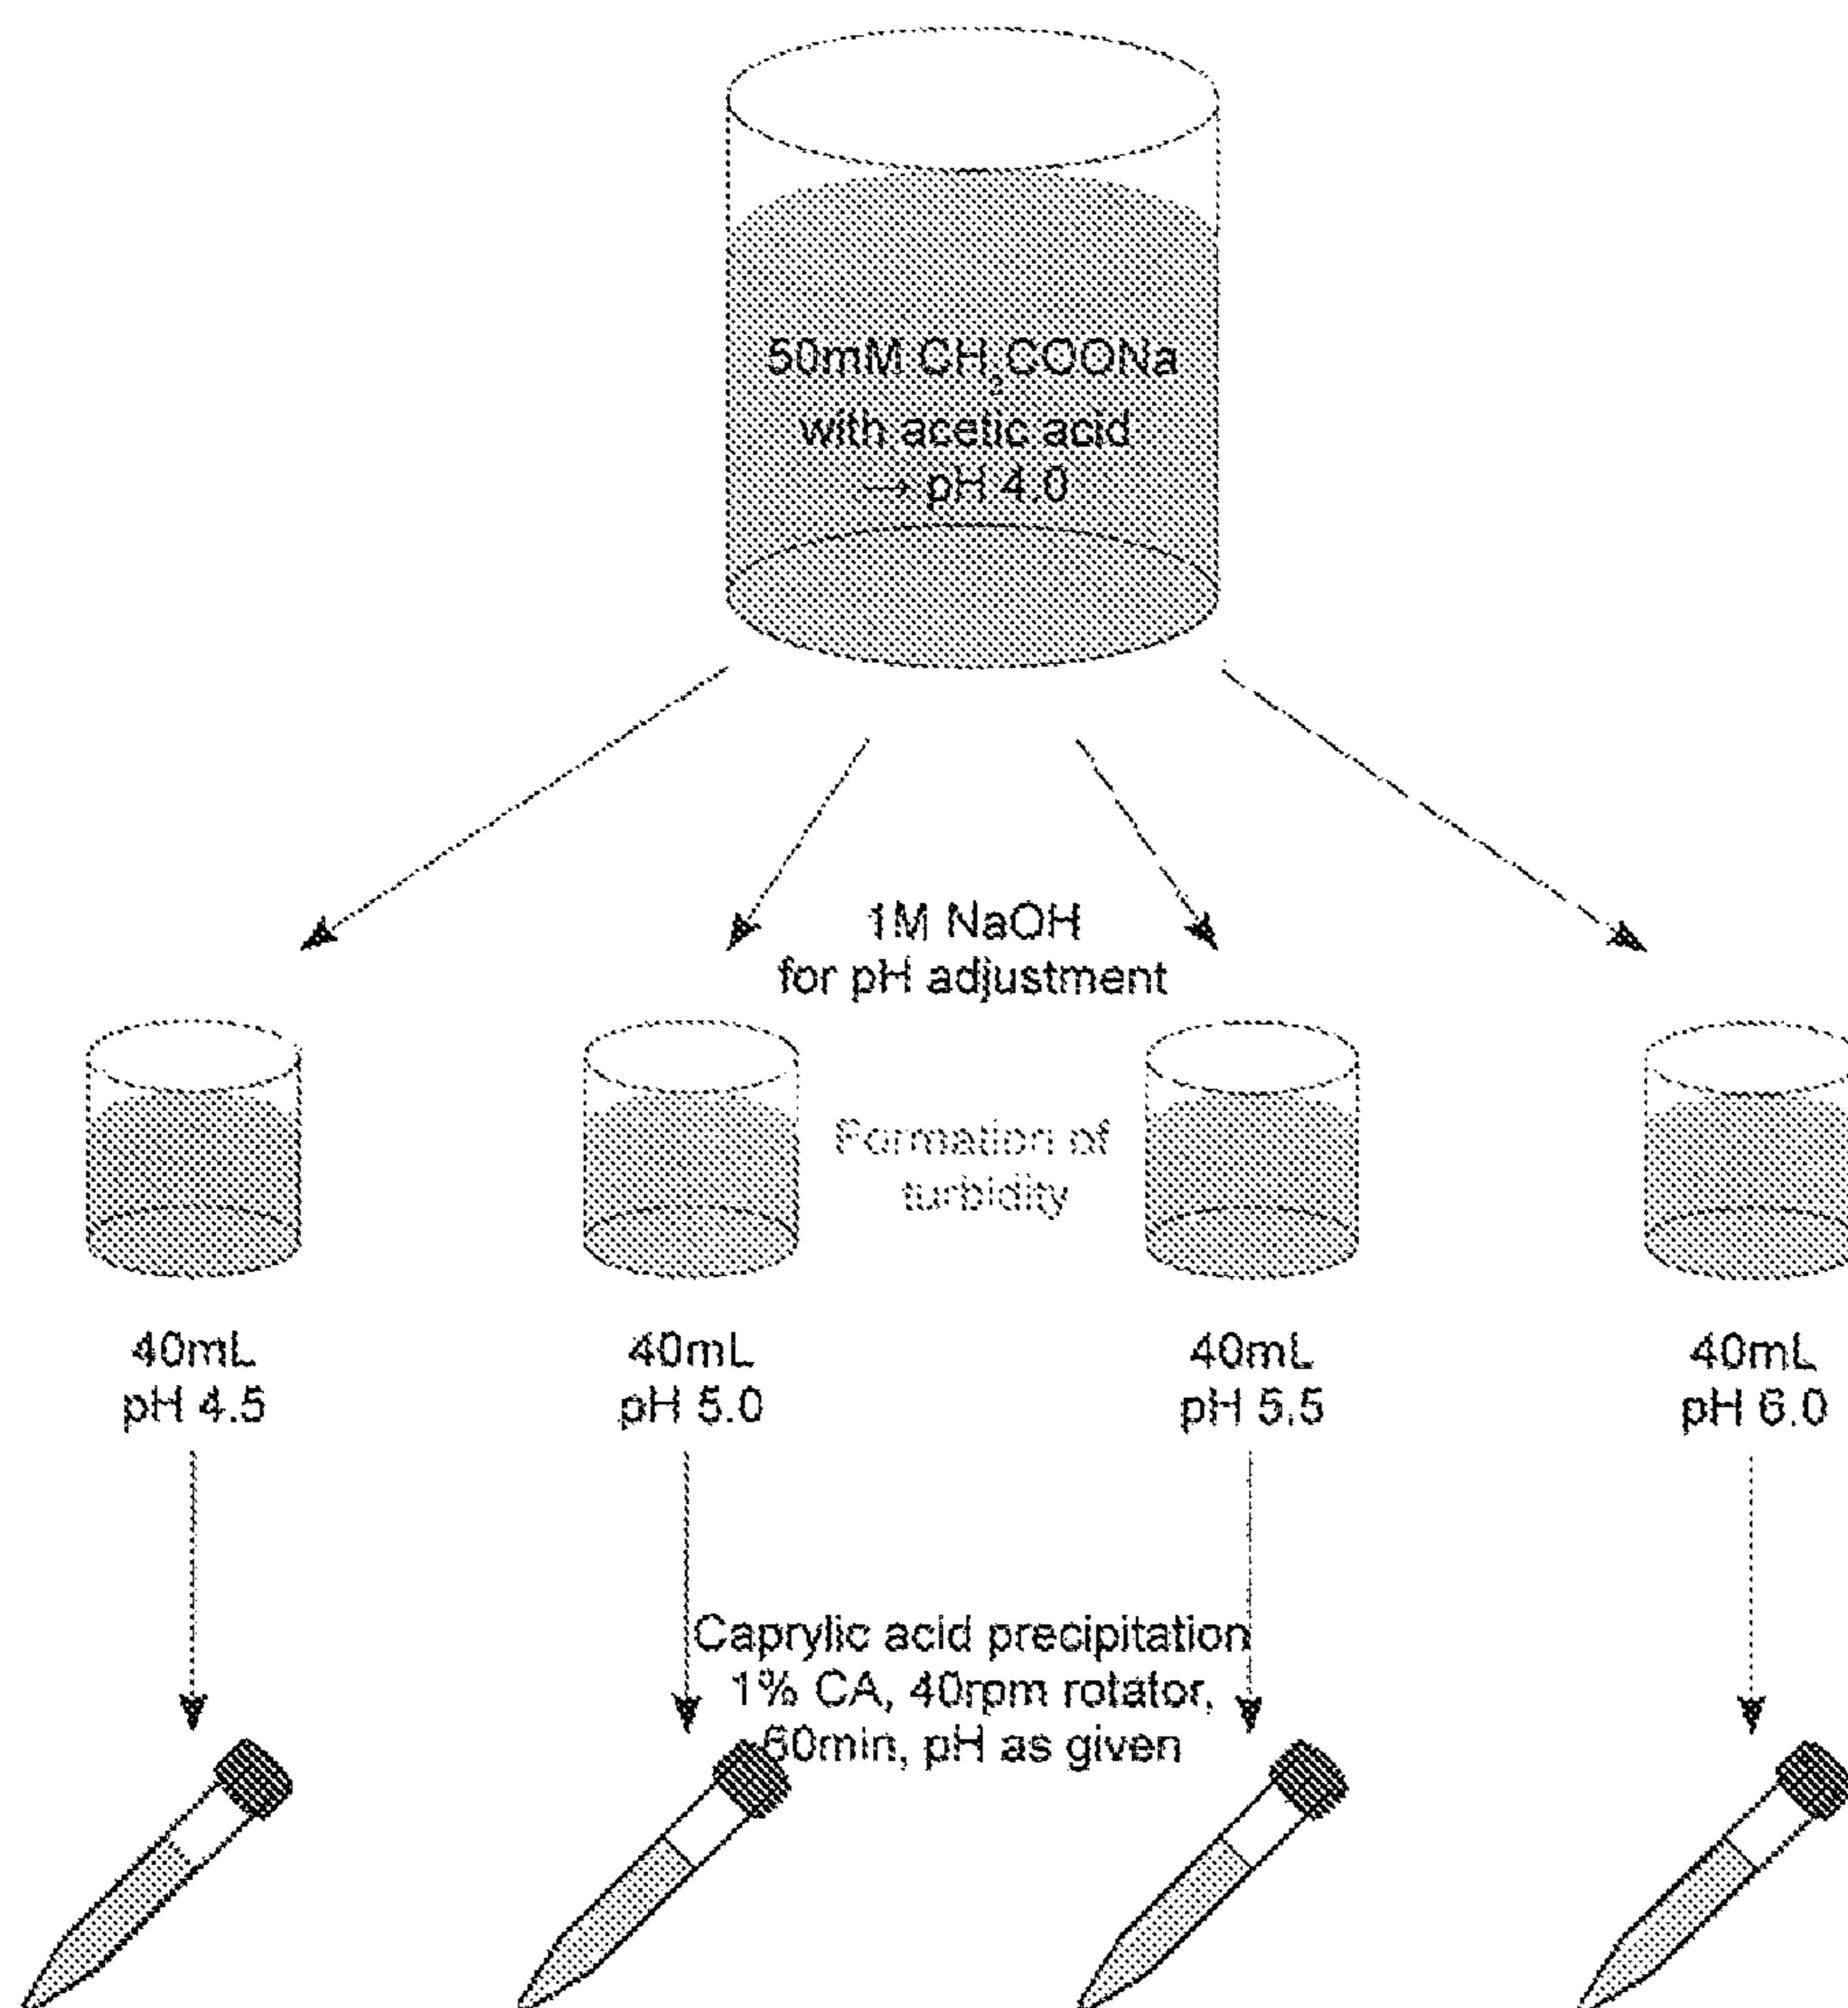 50mM CH₂COONa
with acetic acid
→ pH 4.0
1M NaOH
for pH adjustment
Formation of
turbidity
40mL
pH 4.5
40mL
pH 5.0
40mL
pH 5.5
40mL
pH 6.0
Caprylic acid precipitation
1% CA, 40rpm rotator,
60min, pH as given